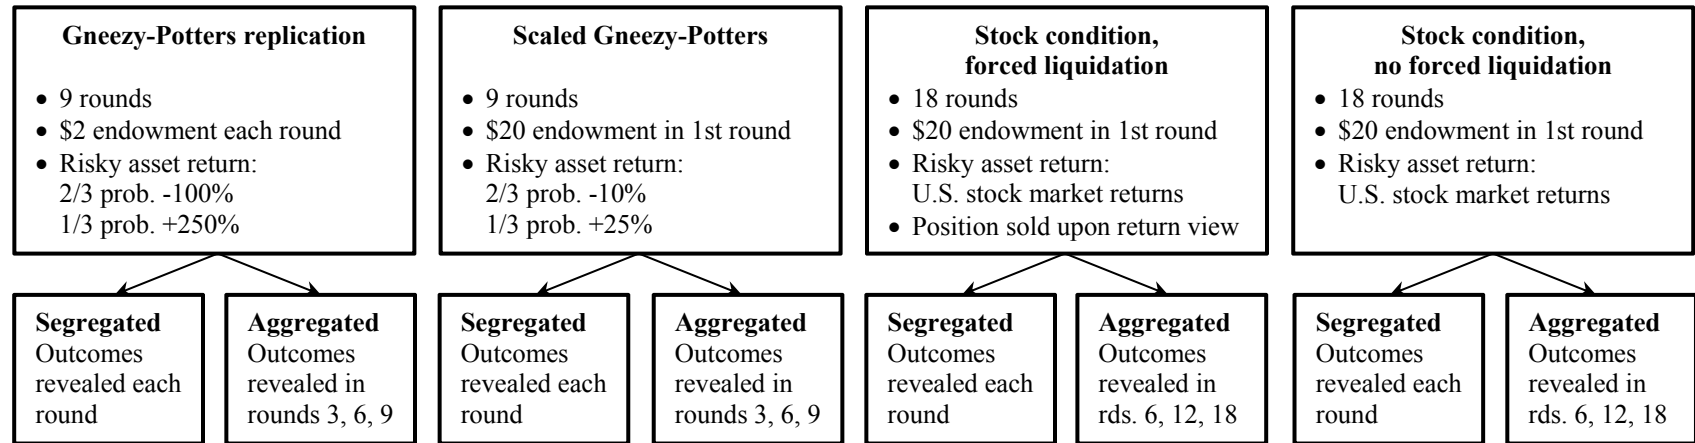 Gneezy-Potters replication
• 9 rounds
• $2 endowment each round
• Risky asset return:
2/3 prob. -100%
1/3 prob. +250%
Scaled Gneezy-Potters
• 9 rounds
• $20 endowment in 1st round
• Risky asset return:
2/3 prob. -10%
1/3 prob. +25%
Stock condition,
forced liquidation
• 18 rounds
• $20 endowment in 1st round
• Risky asset return:
U.S. stock market returns
• Position sold upon return view
Stock condition,
no forced liquidation
• 18 rounds
• $20 endowment in 1st round
• Risky asset return:
U.S. stock market returns
Segregated
Outcomes
revealed each
round
Aggregated
Outcomes
revealed in
rounds 3, 6, 9
Segregated
Outcomes
revealed each
round
Aggregated
Outcomes
revealed in
rounds 3, 6, 9
Segregated
Outcomes
revealed each
round
Aggregated
Outcomes
revealed in
rds. 6, 12, 18
Segregated
Outcomes
revealed each
round
Aggregated
Outcomes
revealed in
rds. 6, 12, 18